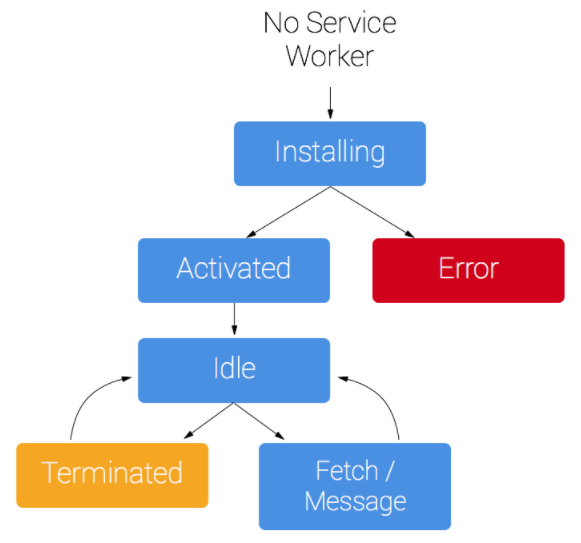 No Service
Worker
Installing
Activated
Error
Idle
Terminated
Fetch /
Message